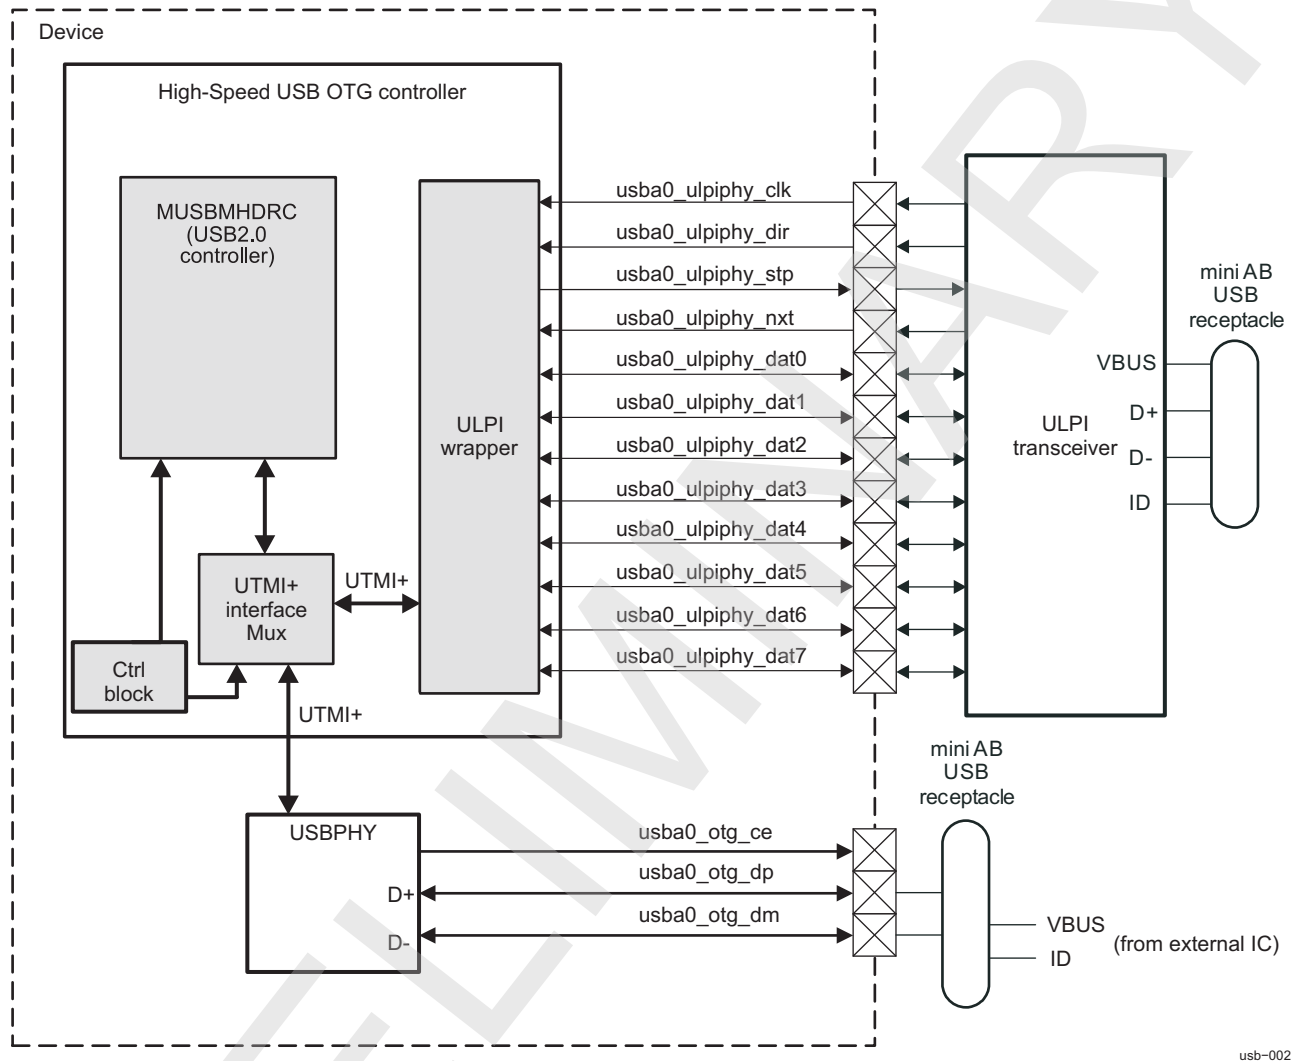 Device
High-Speed USB OTG controller
MUSBMHDRC
(USB2.0
controller)
ULPI
wrapper
UTMI+
interface
Mux
UTMI+
Ctrl
block
UTMI+
usba0_ulpiphy_clk
usba0_ulpiphy_dir
usba0_ulpiphy_stp
usba0_ulpiphy_nxt
usba0_ulpiphy_dat0
usba0_ulpiphy_dat1
usba0_ulpiphy_dat2
usba0_ulpiphy_dat3
usba0_ulpiphy_dat4
usba0_ulpiphy_dat5
usba0_ulpiphy_dat6
usba0_ulpiphy_dat7
ULPI
transceiver
VBUS
D+
D-
ID
mini AB
USB
receptacle
USBPHY
D+
D-
usba0_otg_ce
usba0_otg_dp
usba0_otg_dm
mini AB
USB
receptacle
VBUS
ID
(from external IC)
usb-002
ELIMINARY